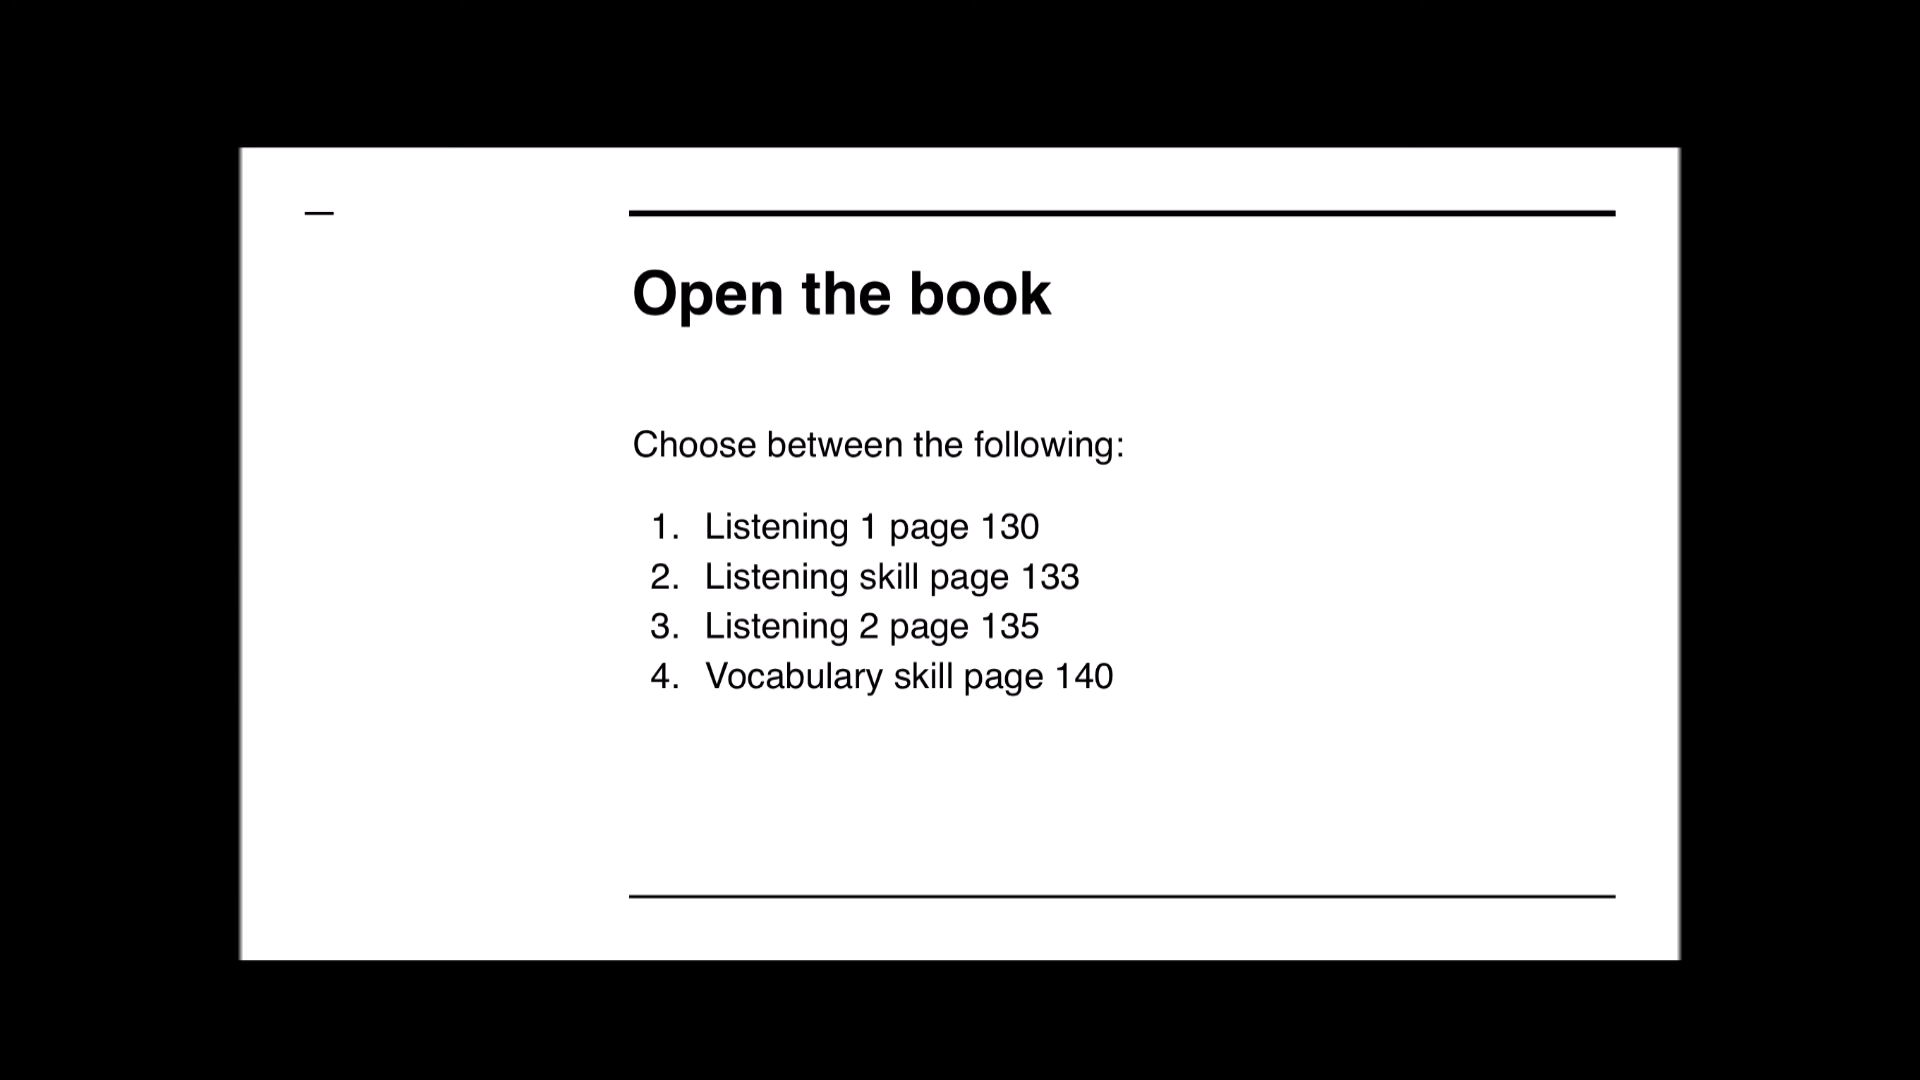 Open the book
Choose between the following:
1. Listening 1 page 130
2. Listening skill page 133
3. Listening 2 page 135
4. Vocabulary skill page 140